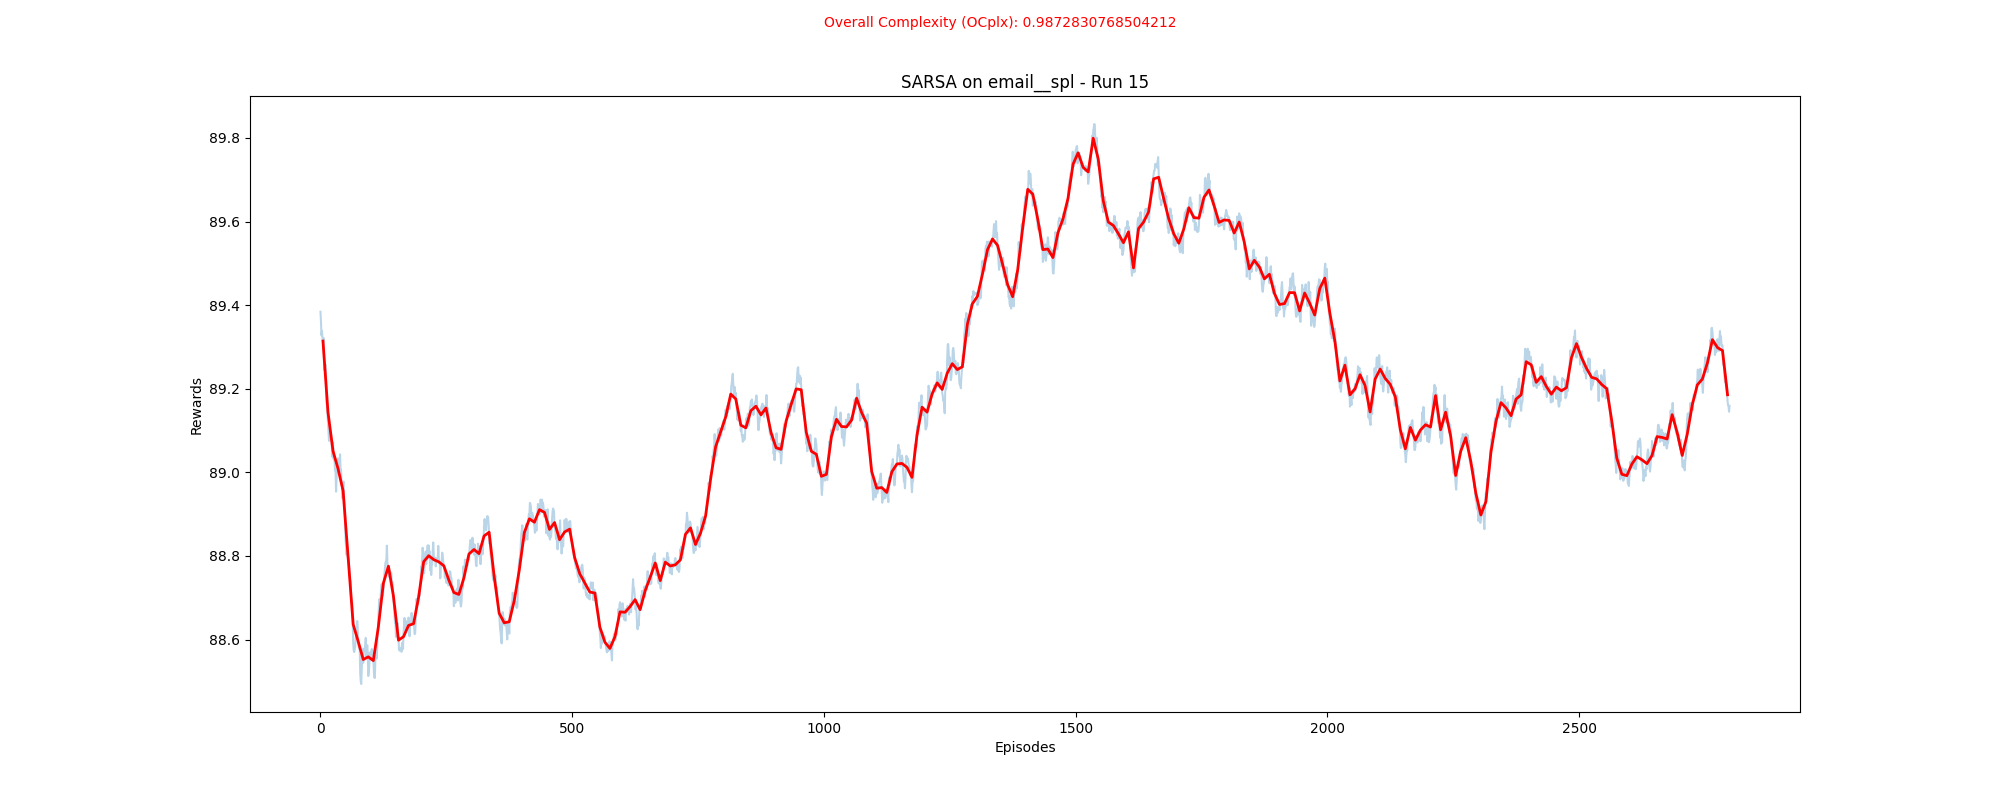 Overall Complexity (OCplx): 0.9872830768504212
SARSA on email__spl - Run 15
89.8
89.6
89.4
89.2
89.0
88.8
88.6
Rewards
0 500 1000 1500 2000 2500
Episodes